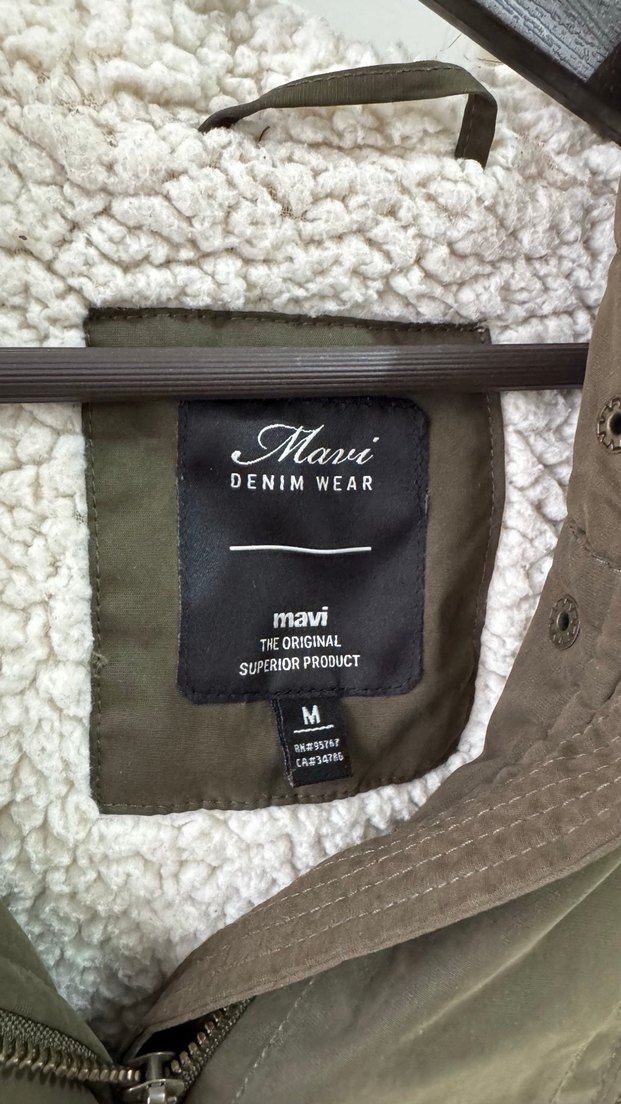 Mavi
DENIM WEAR
mavi
THE ORIGINAL
SUPERIOR PRODUCT
M
RN#95767
CA#34786